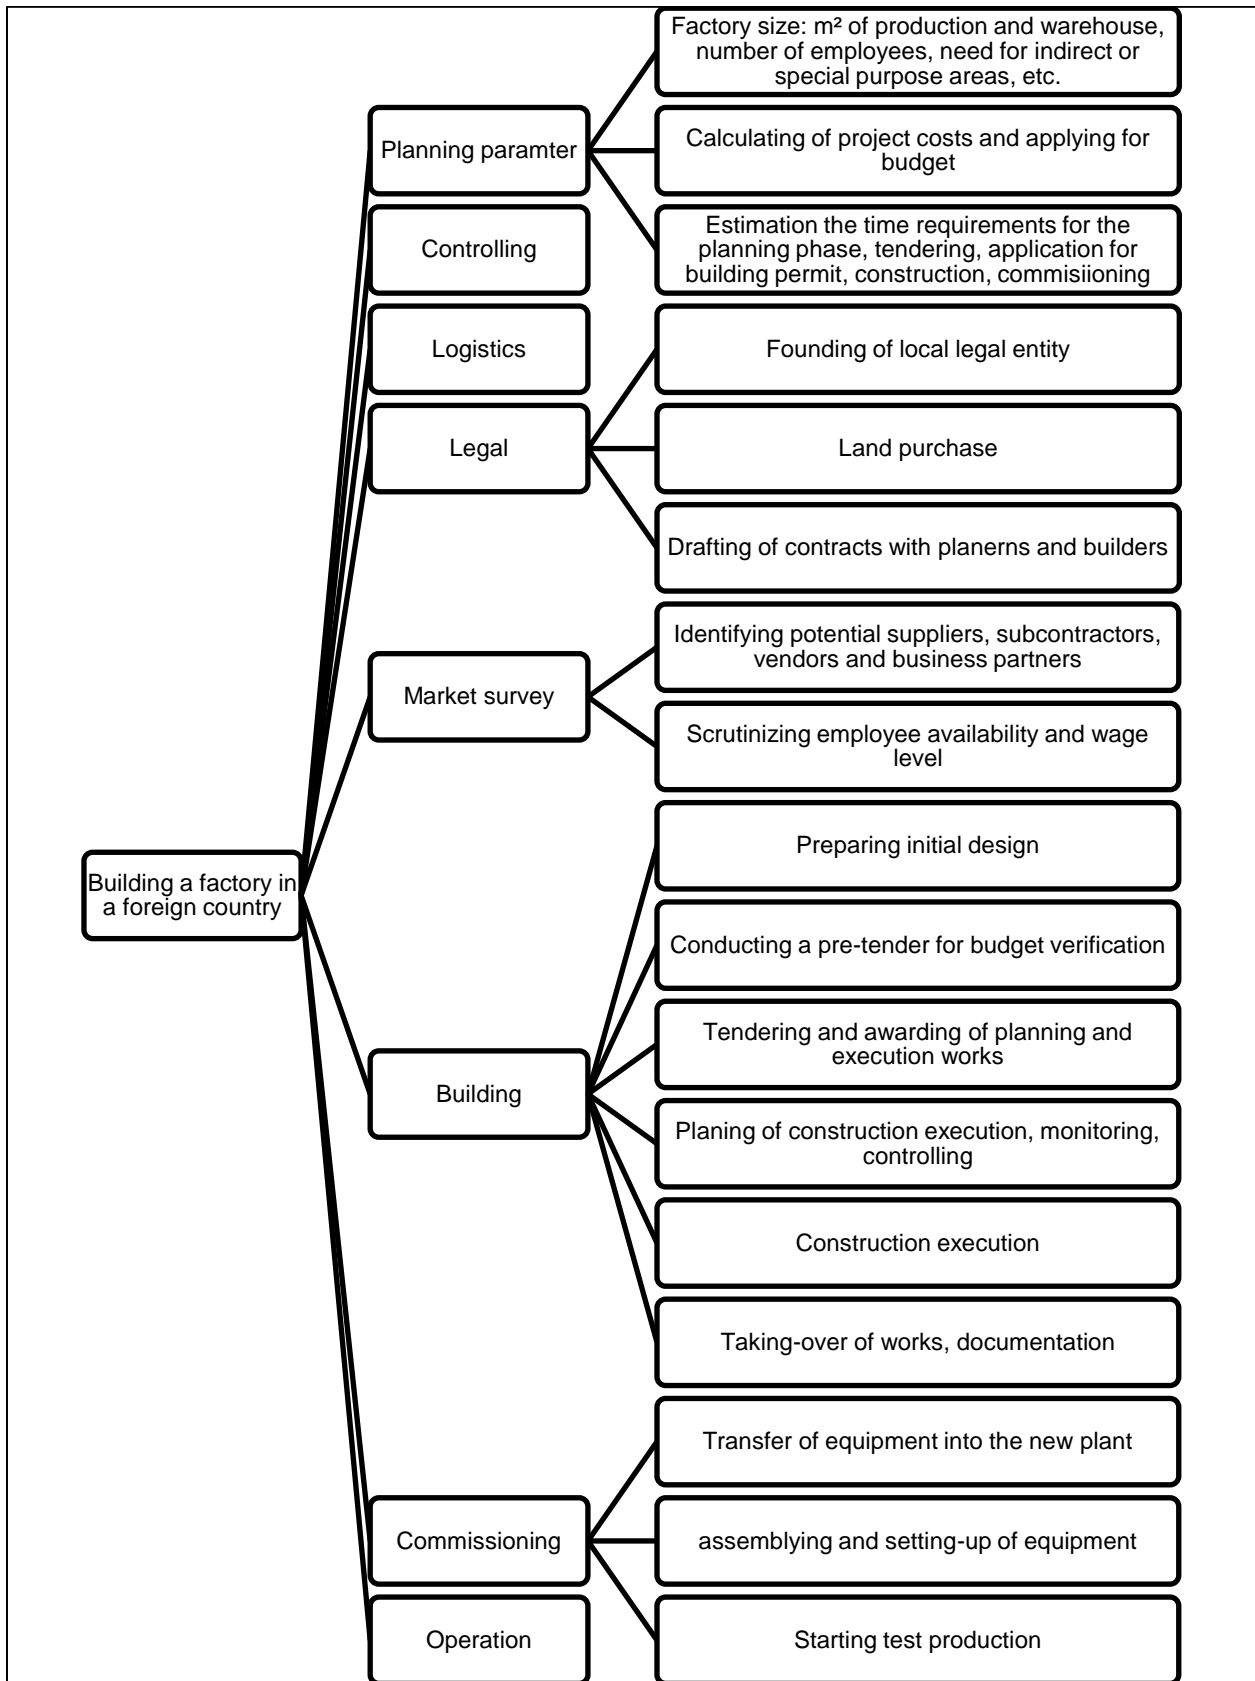 Building a factory in
a foreign country
Planning paramter
Factory size: m² of production and warehouse,
number of employees, need for indirect or
special purpose areas, etc.
Calculating of project costs and applying for
budget
Estimation the time requirements for the
planning phase, tendering, application for
building permit, construction, commisiioning
Controlling
Logistics
Legal
Founding of local legal entity
Land purchase
Drafting of contracts with planerns and builders
Market survey
Identifying potential suppliers, subcontractors,
vendors and business partners
Scrutinizing employee availability and wage
level
Building
Preparing initial design
Conducting a pre-tender for budget verification
Tendering and awarding of planning and
execution works
Planing of construction execution, monitoring,
controlling
Construction execution
Taking-over of works, documentation
Commissioning
Transfer of equipment into the new plant
assemblying and setting-up of equipment
Starting test production
Operation